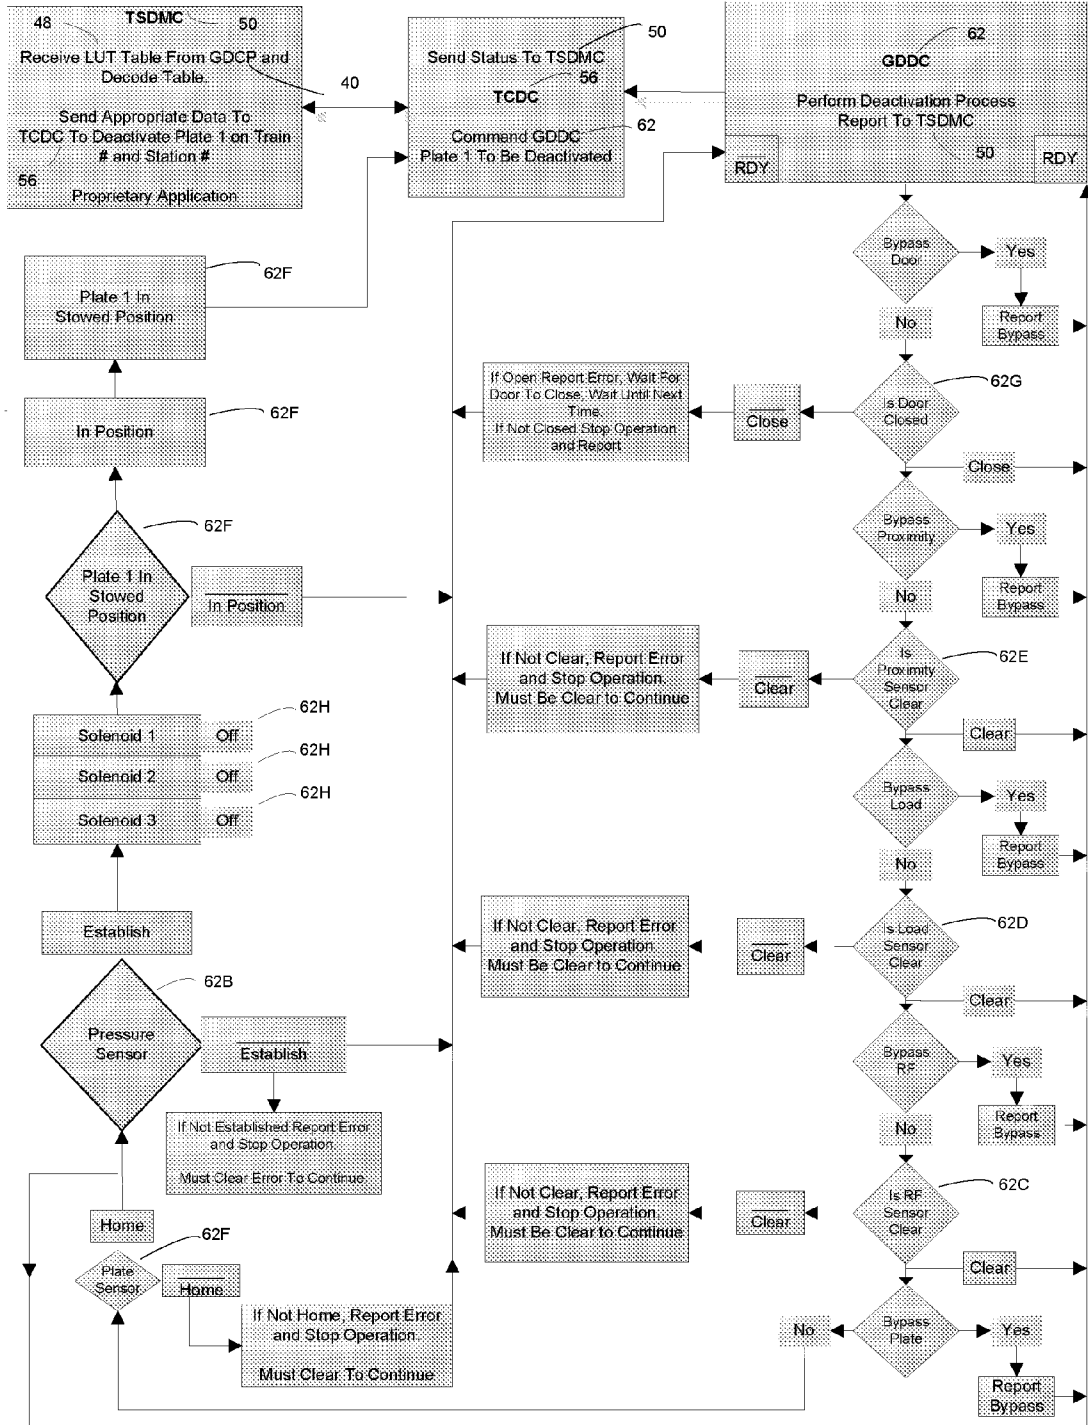 48
TSDMC
50
Receive LUT Table From GDCP and
Decode Table.
40
Send Appropriate Data To
TCDC To Deactivate Plate 1 on Train
# and Station #
56
Proprietary Application
Send Status To TSDMC
50
TCDC
56
Command GDDC
62
Plate 1 To Be Deactivated
62
GDDC
Perform Deactivation Process
Report To TSDMC
50
RDY
RDY
Bypass
Door
Yes
Report
Bypass
No
Plate 1 In
Stowed Position
62F
If Open Report Error, Wait For
Door To Close, Wait Until Next
Time.
If Not Closed Stop Operation
and Report
Close
Is Door
Closed
62G
Close
In Position
62F
Bypass
Proximity
Yes
Report
Bypass
No
Plate 1 In
Stowed
Position
62F
In Position
If Not Clear, Report Error
and Stop Operation.
Must Be Clear to Continue
Clear
Is
Proximity
Sensor
Clear
62E
Clear
Solenoid 1
Off
62H
Solenoid 2
Off
62H
Solenoid 3
Off
62H
Bypass
Load
Yes
Report
Bypass
No
Establish
If Not Clear, Report Error
and Stop Operation
Must Be Clear to Continue
Clear
Is Load
Sensor
Clear
62D
Clear
Pressure
Sensor
62B
Establish
If Not Established Report Error
and Stop Operation.
Must Clear Error To Continue
Bypass
RF
Yes
Report
Bypass
No
If Not Clear, Report Error
and Stop Operation.
Must Be Clear to Continue
Clear
Is RF
Sensor
Clear
62C
Clear
Home
Plate
Sensor
62F
Home
If Not Home, Report Error
and Stop Operation.
Must Clear To Continue
No
Bypass
Plate
Yes
Report
Bypass